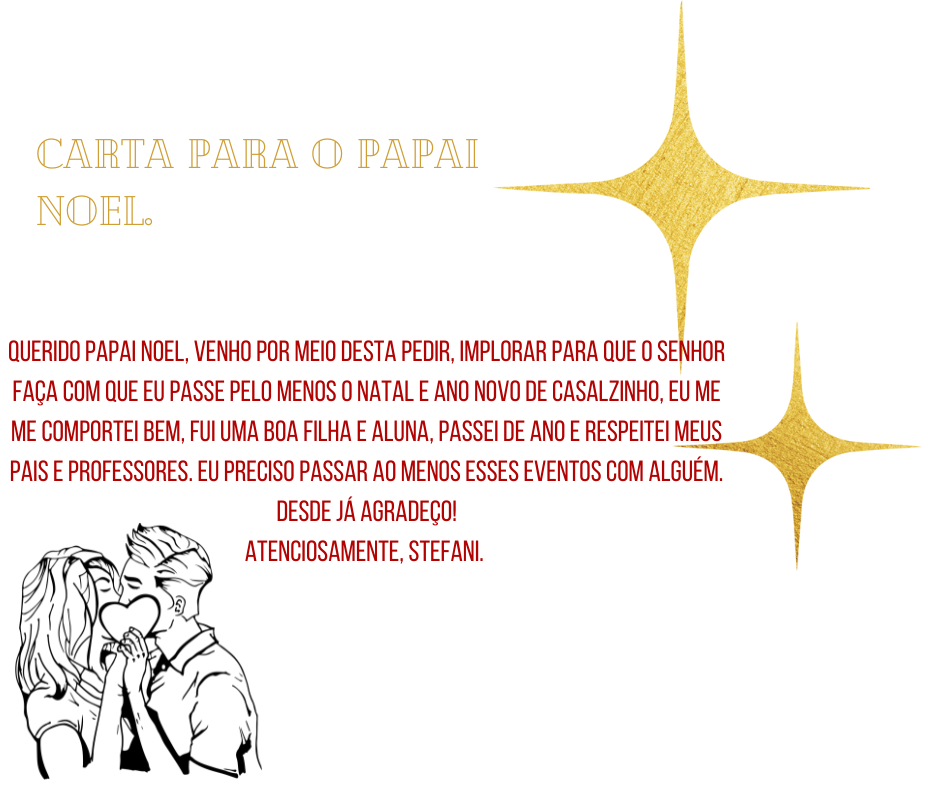 CARTA PARA O PAPAI
NOEL.
QUERIDO PAPAI NOEL, VENHO POR MEIO DESTA PEDIR, IMPLORAR PARA QUE O SENHOR
FAÇA COM QUE EU PASSE PELO MENOS O NATAL E ANO NOVO DE CASALZINHO, EU ME
ME COMPORTEI BEM, FUI UMA BOA FILHA E ALUNA, PASSEI DE ANO E RESPEITEI MEUS
PAIS E PROFESSORES. EU PRECISO PASSAR AO MENOS ESSES EVENTOS COM ALGUÉM.
DESDE JÁ AGRADEÇO!
ATENCIOSAMENTE, STEFANI.